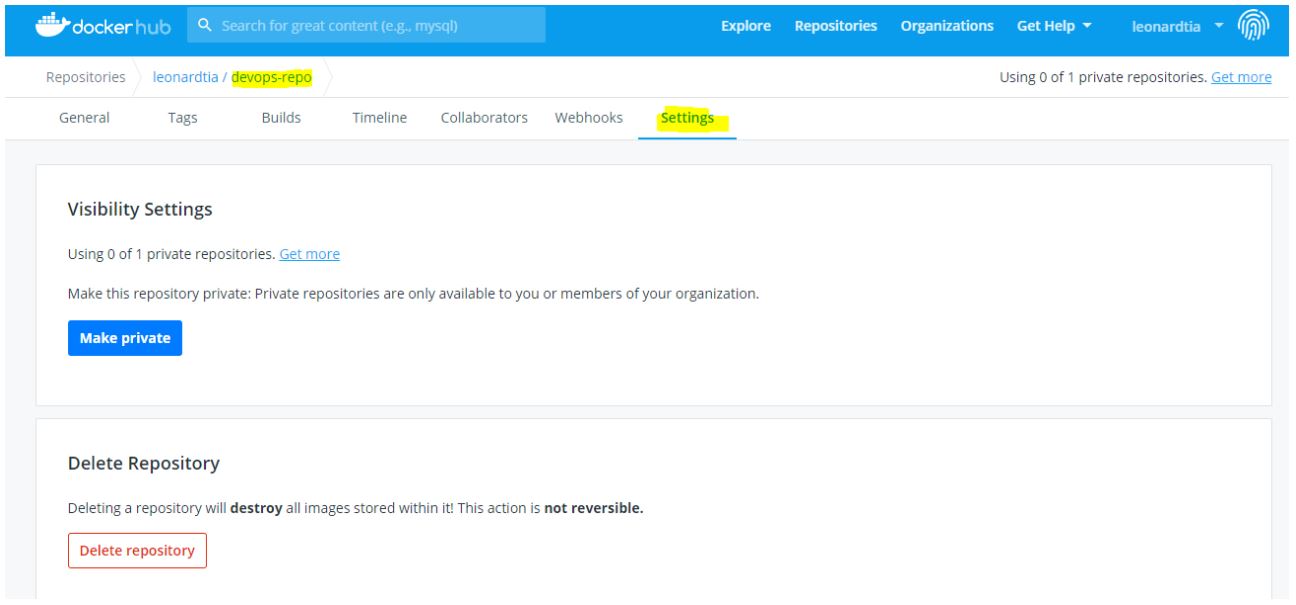 docker hub Search for great content (e.g., mysql) Explore Repositories Organizations Get Help leonardtia
Repositories leonardtia / devops-repo Using 0 of 1 private repositories. Get more
General Tags Builds Timeline Collaborators Webhooks Settings
Visibility Settings
Using 0 of 1 private repositories. Get more
Make this repository private: Private repositories are only available to you or members of your organization.
Make private
Delete Repository
Deleting a repository will destroy all images stored within it! This action is not reversible.
Delete repository